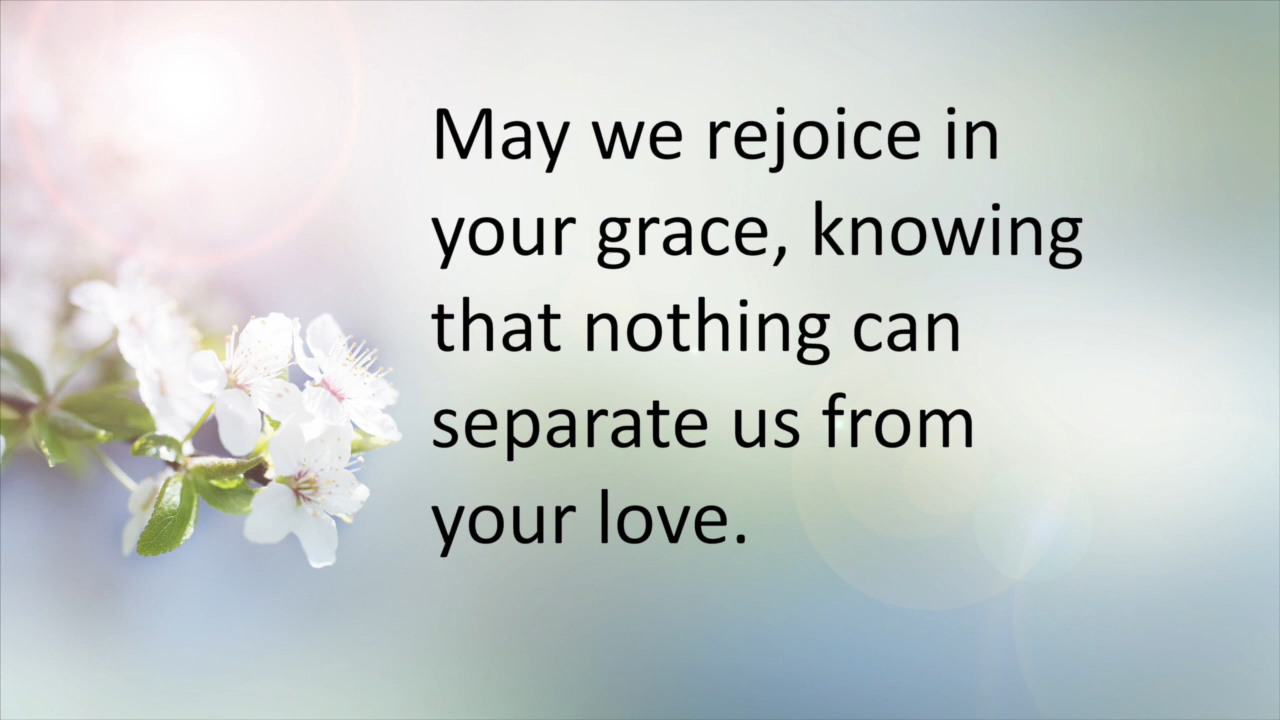 May we rejoice in
your grace, knowing
that nothing can
separate us from
your love.